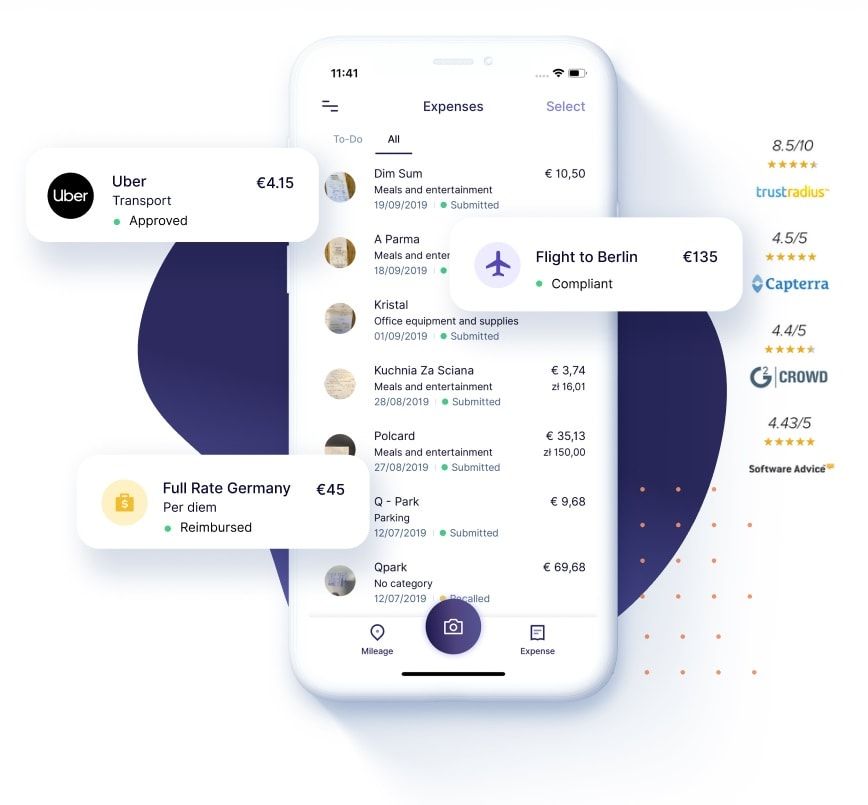 11:41
Expenses
Select
To-Do
All
Uber
Uber
Transport
€4.15
Approved
Dim Sum
€ 10,50
Meals and entertainment
19/09/2019
Submitted
A Parma
Meals and
18/09/2019
Flight to Berlin
€135
Compliant
Kristal
Office equipment and supplies
01/09/2019
Submitted
Kuchnia Za Sciana
€ 3,74
Meals and entertainment
zł 16,01
28/08/2019
Submitted
Polcard
€ 35,13
Meals and entertainment
zł 150,00
27/08/2019
Submitted
Full Rate Germany
€45
Per diem
Reimbursed
Q - Park
€ 9,68
Parking
12/07/2019
Submitted
Qpark
€ 69,68
No category
12/07/2019
Recalled
Mileage
Expense
8.5/10
trustradius
4.5/5
Capterra
4.4/5
G2 CROWD
4.43/5
Software Advice